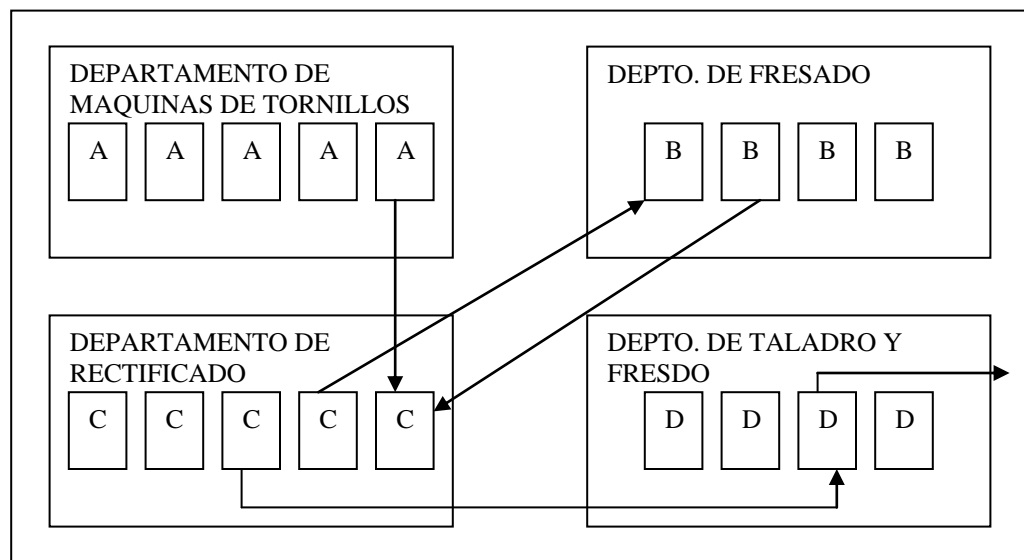 DEPARTAMENTO DE
MAQUINAS DE TORNILLOS
A A A A A
DEPTO. DE FRESADO
B B B B
DEPARTAMENTO DE
RECTIFICADO
C C C C C
DEPTO. DE TALADRO Y
FRESDO
D D D D